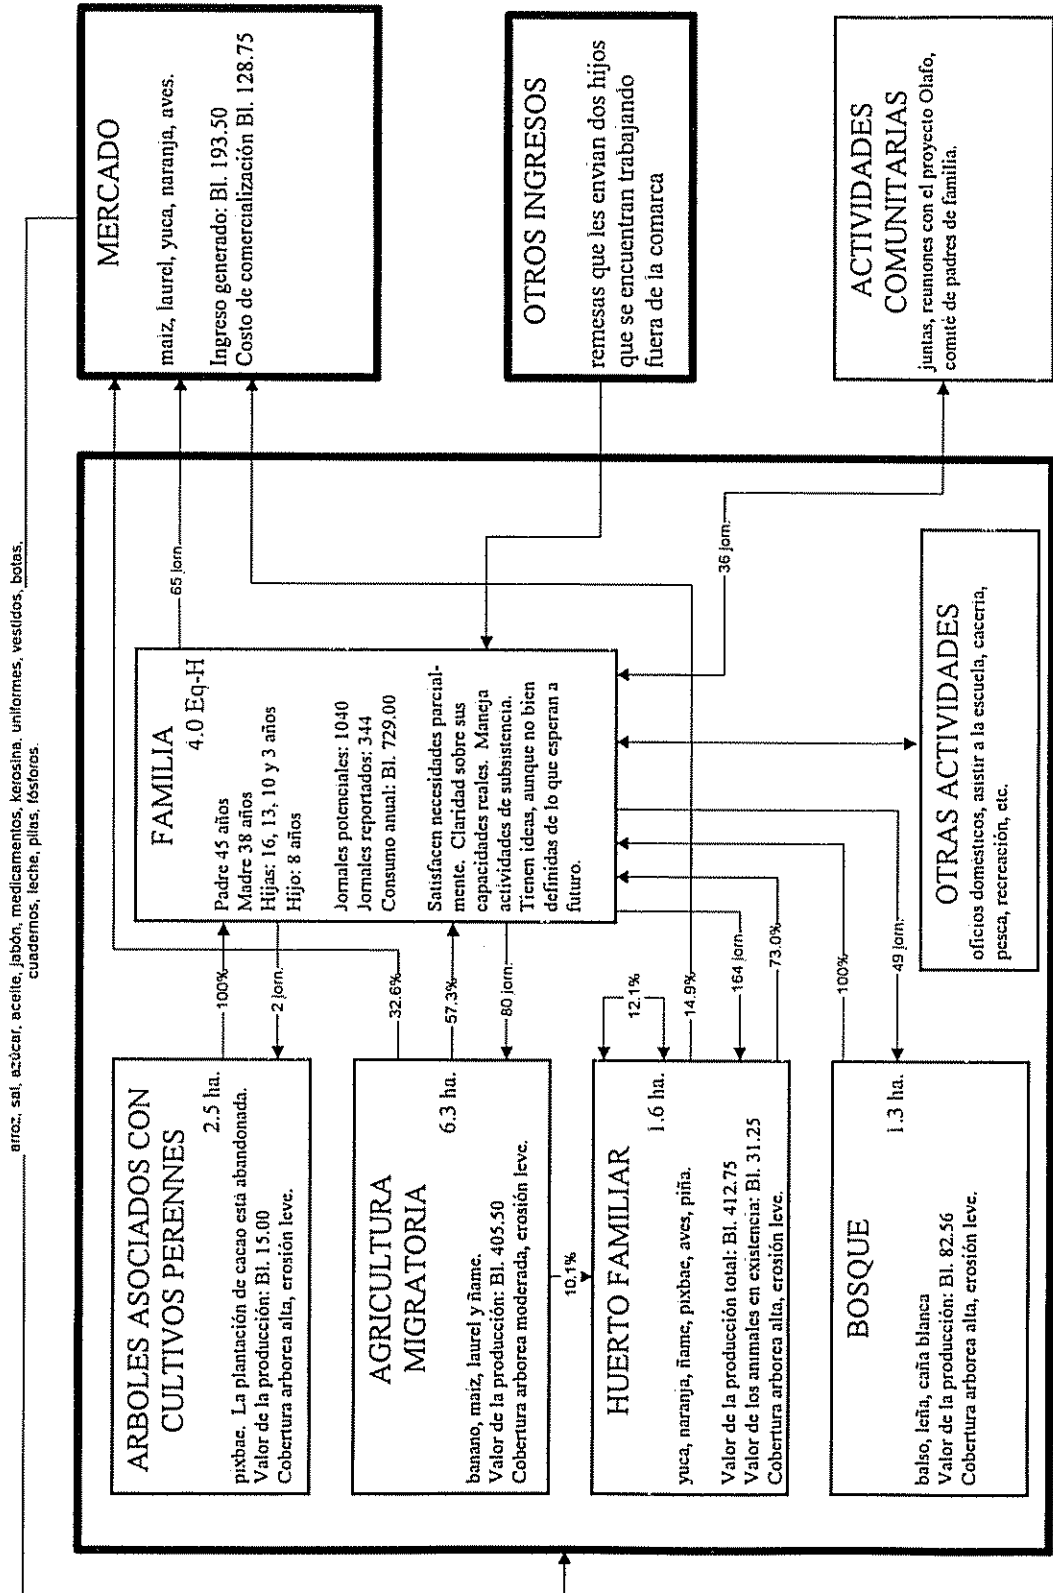 arroz, sal, azúcar, aceite, jabón, medicamentos, kerosina, uniformes, vestidos, botas,
cuadernos, leche, pilas, fósforos.
ARBOLES ASOCIADOS CON
CULTIVOS PERENNES
2.5 ha.
pixbae. La plantación de cacao está abandonada.
Valor de la producción: Bl. 15.00
Cobertura arborea alta, erosión leve.
100%
2 jorn.
AGRICULTURA
MIGRATORIA
6.3 ha.
banano, maiz, laurel y ñame.
Valor de la producción: Bl. 405.50
Cobertura arborea moderada, erosión leve.
32.6%
57.3%
80 jorn.
10.1%
HUERTO FAMILIAR
1.6 ha.
yuca, naranja, ñame, pixbae, aves, piña.
Valor de la producción total: Bl. 412.75
Valor de los animales en existencia: Bl. 31.25
Cobertura arborea alta, erosión leve.
12.1%
14.9%
164 jorn.
73.0%
BOSQUE
1.3 ha.
balso, leña, caña blanca
Valor de la producción: Bl. 82.56
Cobertura arborea alta, erosión leve.
100%
49 jorn.
FAMILIA
4.0 Eq-H
Padre 45 años
Madre 38 años
Hijas: 16, 13, 10 y 3 años
Hijo: 8 años
Jornales potenciales: 1040
Jornales reportados: 344
Consumo anual: Bl. 729.00
Satisfacen necesidades parcial-
mente. Claridad sobre sus
capacidades reales. Maneja
actividades de subsistencia.
Tienen ideas, aunque no bien
definidas de lo que esperan a
futuro.
65 jorn.
36 jorn.
OTRAS ACTIVIDADES
oficios domésticos, asistir a la escuela, caceria,
pesca, recreación, etc.
MERCADO
maiz, laurel, yuca, naranja, aves.
Ingreso generado: Bl. 193.50
Costo de comercialización Bl. 128.75
OTROS INGRESOS
remesas que les envian dos hijos
que se encuentran trabajando
fuera de la comarca
ACTIVIDADES
COMUNITARIAS
juntas, reuniones con el proyecto Olafo,
comité de padres de familia.